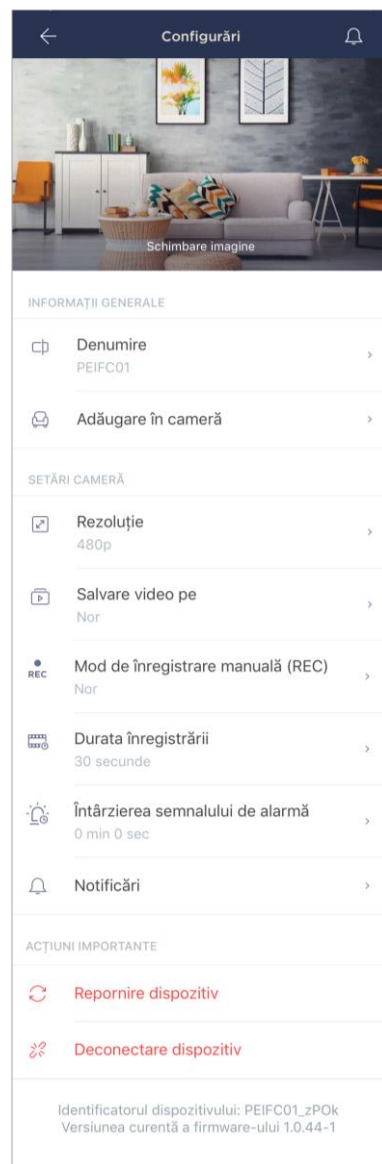 Configurări
Schimbare imagine
INFORMAȚII GENERALE
Denumire
PEIFC01
Adăugare în cameră
SETĂRI CAMERĂ
Rezoluție
480p
Salvare video pe
Nor
REC
Mod de înregistrare manuală (REC)
Nor
Durata înregistrării
30 secunde
Întârzierea semnalului de alarmă
0 min 0 sec
Notificări
ACȚIUNI IMPORTANTE
Repornire dispozitiv
Deconectare dispozitiv
Identificatorul dispozitivului: PEIFC01_zPOk
Versiunea curentă a firmware-ului 1.0.44-1